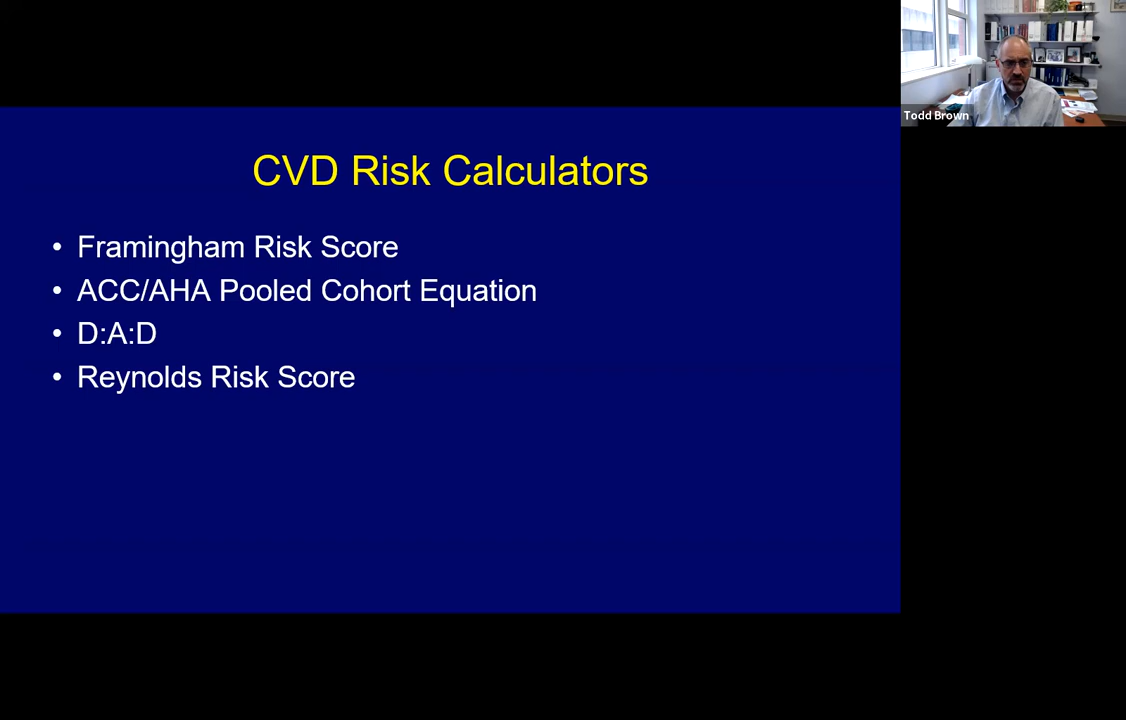 CVD Risk Calculators
• Framingham Risk Score
• ACC/AHA Pooled Cohort Equation
• D:A:D
• Reynolds Risk Score
Todd Brown